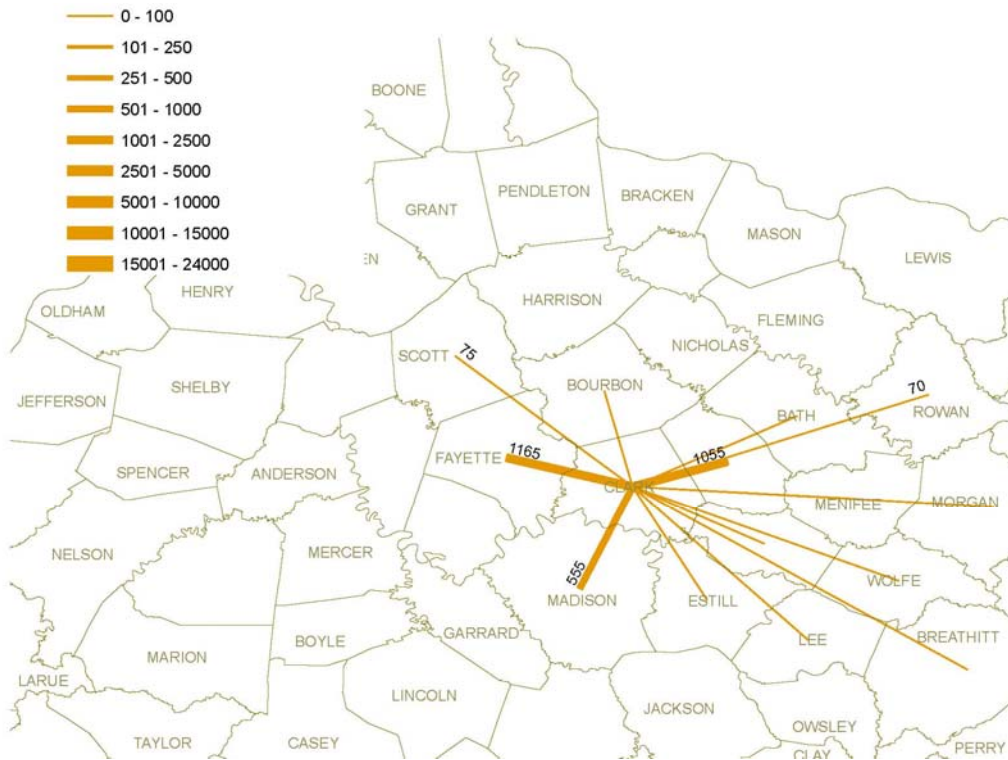 0 - 100
101 - 250
251 - 500
501 - 1000
1001 - 2500
2501 - 5000
5001 - 10000
10001 - 15000
15001 - 24000
BOONE
PENDLETON
BRACKEN
GRANT
MASON
LEWIS
EN
HENRY
HARRISON
OLDHAM
FLEMING
NICHOLAS
SCOTT
75
BOURBON
SHELBY
JEFFERSON
70
ROWAN
BATH
1165
1055
FAYETTE
SPENCER
ANDERSON
CLARK
MENIFEE
MORGAN
NELSON
MERCER
555
WOLFE
MADISON
ESTILL
GARRARD
BOYLE
LEE
BREATHITT
MARION
LARUE
LINCOLN
JACKSON
OWSLEY
TAYLOR
CASEY
CLAY
PERRY